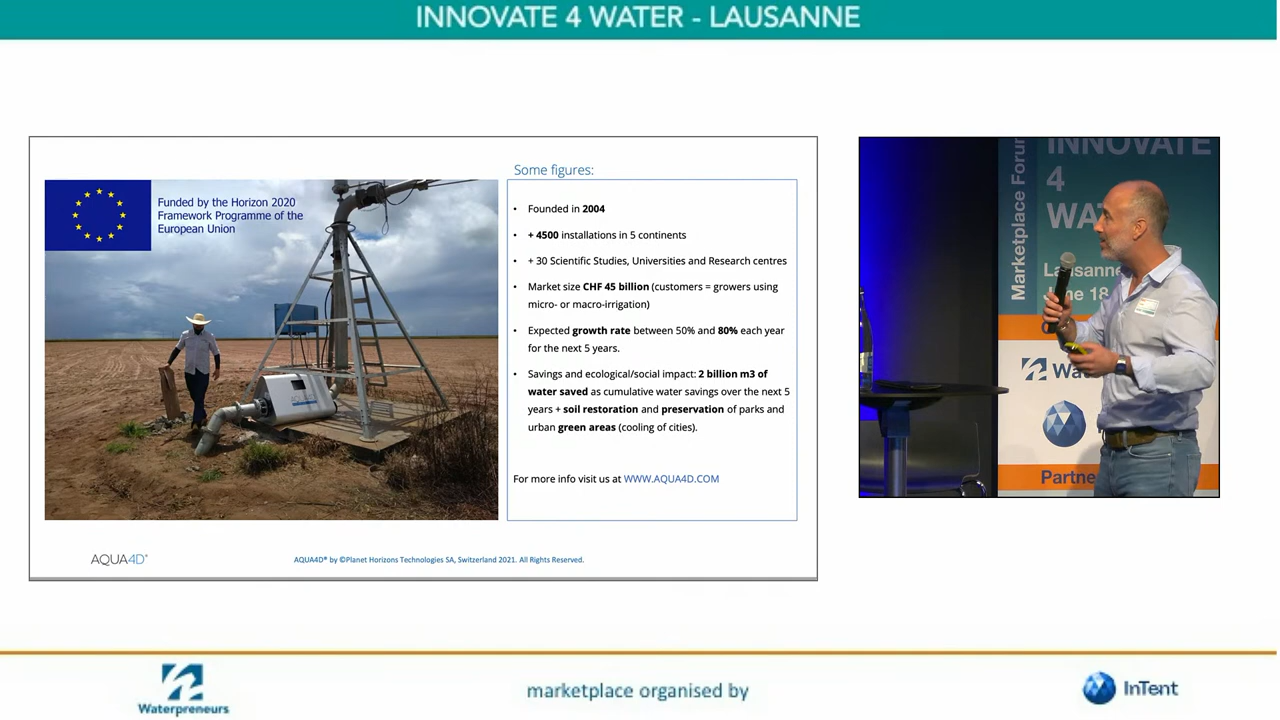 INNOVATE 4 WATER - LAUSANNE
Some figures:
Funded by the Horizon 2020
Framework Programme of the
European Union
• Founded in 2004
• + 4500 installations in 5 continents
• + 30 Scientific Studies, Universities and Research centres
• Market size CHF 45 billion (customers = growers using
micro- or macro-irrigation)
• Expected growth rate between 50% and 80% each year
for the next 5 years.
• Savings and ecological/social impact: 2 billion m3 of
water saved as cumulative water savings over the next 5
years + soil restoration and preservation of parks and
urban green areas (cooling of cities).
For more info visit us at WWW.AQUA4D.COM
AQUA4D®
AQUA4D® by ©Planet Horizons Technologies SA, Switzerland 2021. All Rights Reserved.
Marketplace Forum
INNOVATE
4
Lausanne
18
Partne
Waterpreneurs
marketplace organised by
InTent